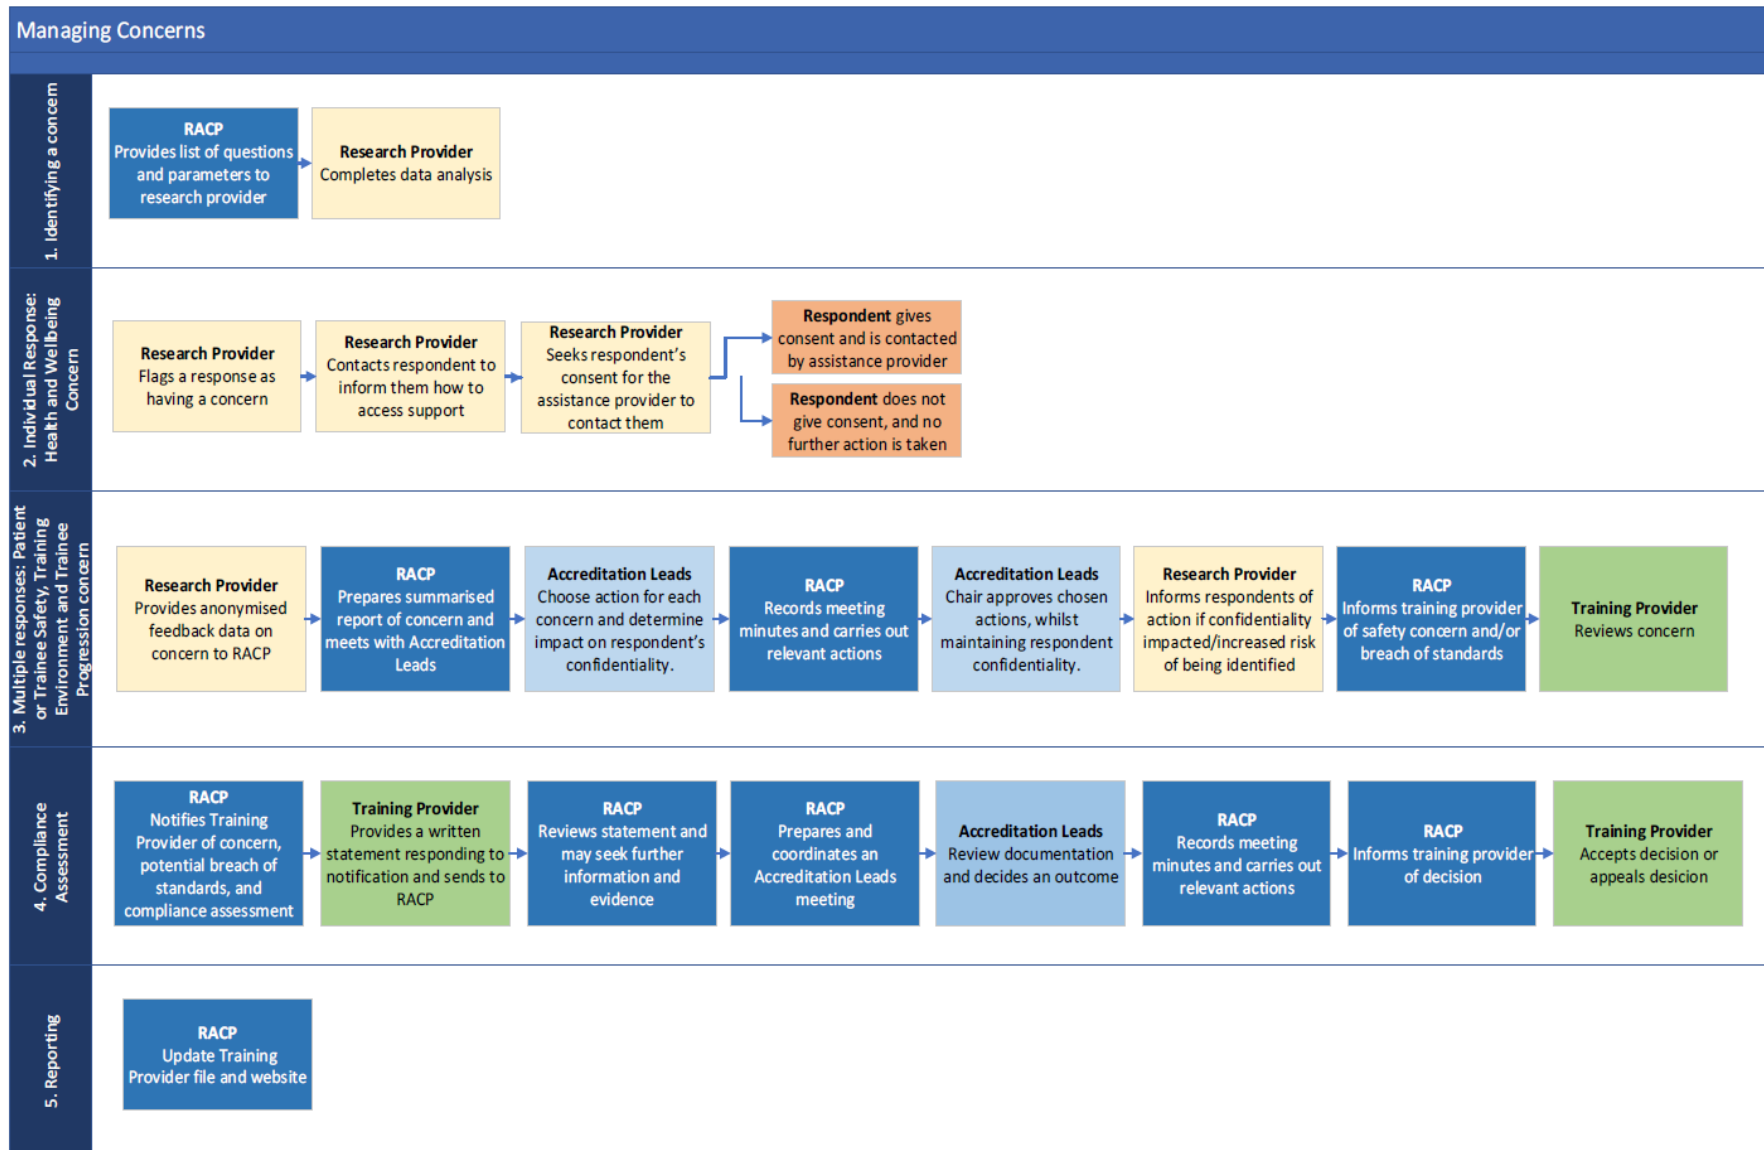 Managing Concerns
1. Identifying a concern
RACP
Provides list of questions
and parameters to
research provider
Research Provider
Completes data analysis
2. Individual Response:
Health and Wellbeing
Concern
Research Provider
Flags a response as
having a concern
Research Provider
Contacts respondent to
inform them how to
access support
Research Provider
Seeks respondent's
consent for the
assistance provider to
contact them
Respondent gives
consent and is contacted
by assistance provider
Respondent does not
give consent, and no
further action is taken
3. Multiple responses: Patient
or Trainee Safety, Training
Environment and Trainee
Progression concern
Research Provider
Provides anonymised
feedback data on
concern to RACP
RACP
Prepares summarised
report of concern and
meets with Accreditation
Leads
Accreditation Leads
Choose action for each
concern and determine
impact on respondent's
confidentiality.
RACP
Records meeting
minutes and carries out
relevant actions
Accreditation Leads
Chair approves chosen
actions, whilst
maintaining respondent
confidentiality.
Research Provider
Informs respondents of
action if confidentiality
impacted/increased risk
of being identified
RACP
Informs training provider
of safety concern and/or
breach of standards
Training Provider
Reviews concern
4. Compliance
Assessment
RACP
Notifies Training
Provider of concern,
potential breach of
standards, and
compliance assessment
Training Provider
Provides a written
statement responding to
notification and sends to
RACP
RACP
Reviews statement and
may seek further
information and
evidence
RACP
Prepares and
coordinates an
Accreditation Leads
meeting
Accreditation Leads
Review documentation
and decides an outcome
RACP
Records meeting
minutes and carries out
relevant actions
RACP
Informs training provider
of decision
Training Provider
Accepts decision or
appeals desicion
5. Reporting
RACP
Update Training
Provider file and website